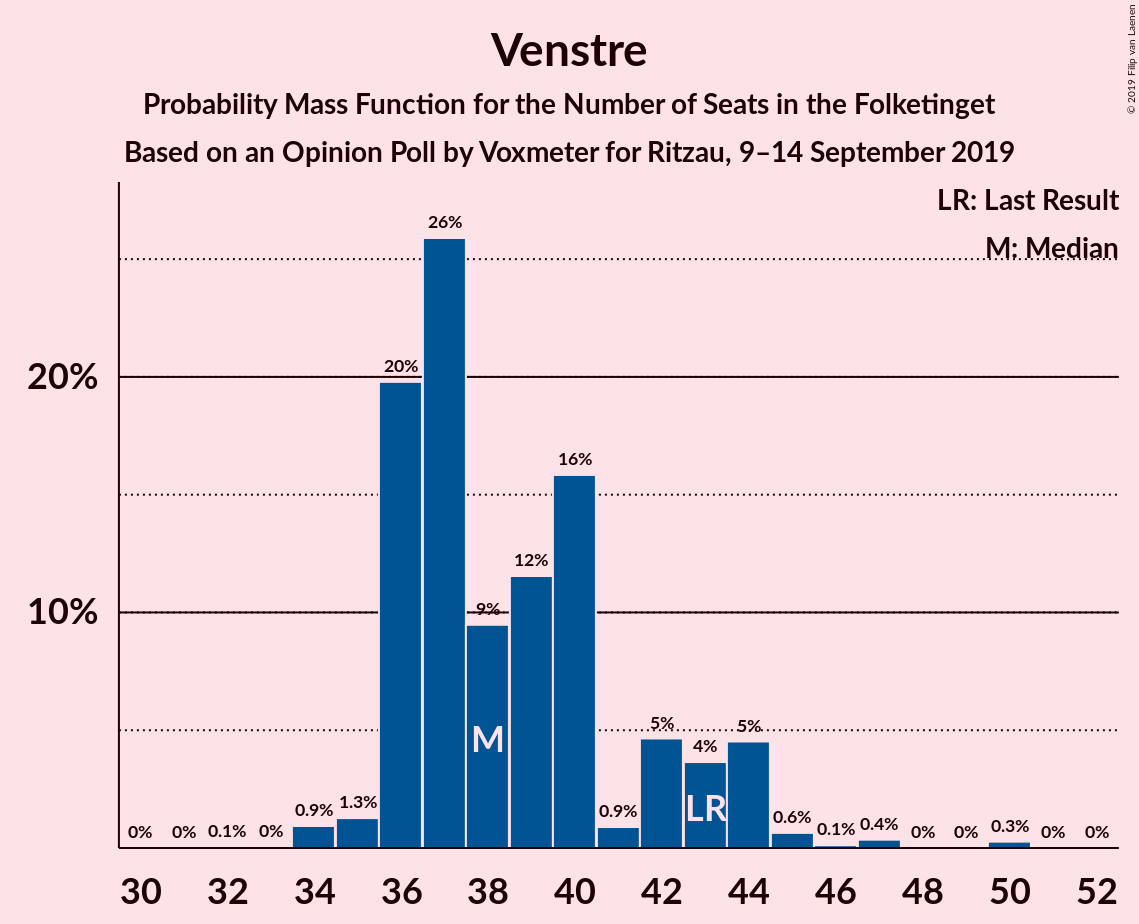 Venstre
Probability Mass Function for the Number of Seats in the Folketinget
Based on an Opinion Poll by Voxmeter for Ritzau, 9–14 September 2019
© 2019 Filip van Laenen
LR: Last Result
M: Median
20%
10%
0% 0% 0.1% 0% 0.9% 1.3% 20% 26% 9% 12% 16% 0.9% 5% 4% 5% 0.6% 0.1% 0.4% 0% 0% 0.3% 0% 0%
M
LR
30 32 34 36 38 40 42 44 46 48 50 52